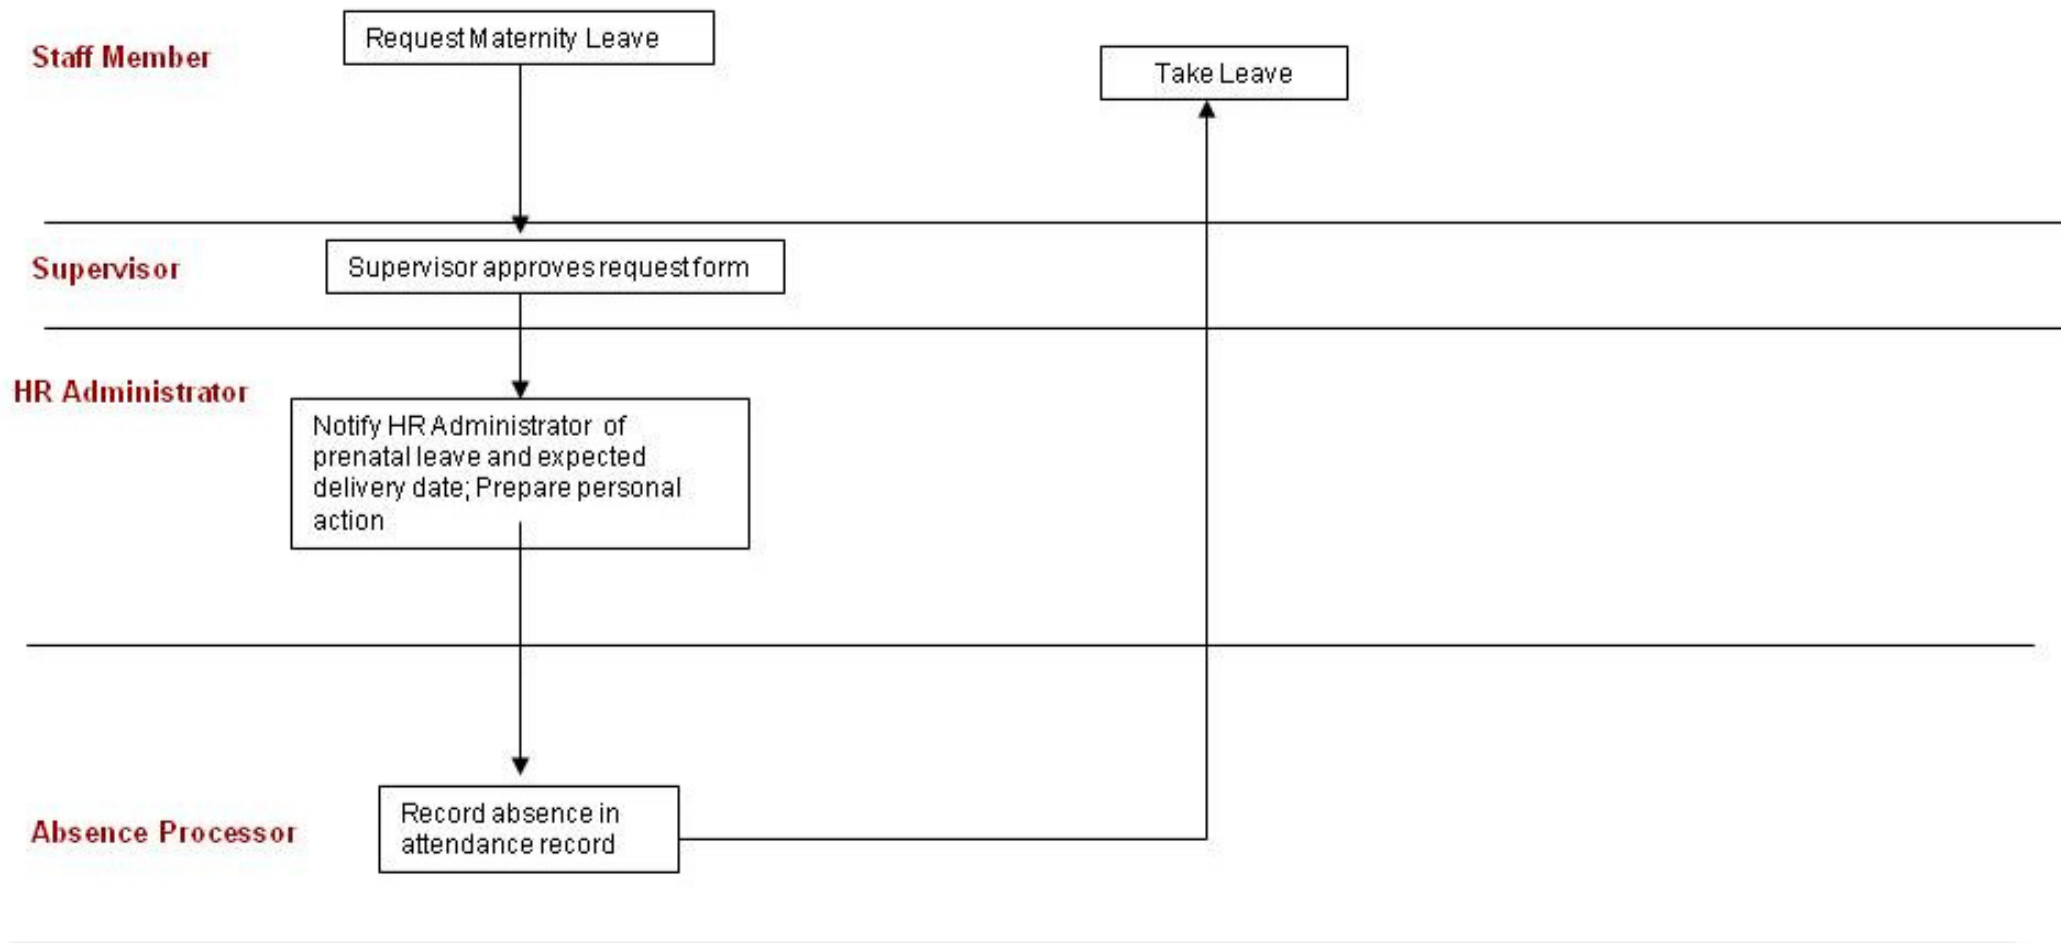 Staff Member
Request Maternity Leave
Take Leave
Supervisor
Supervisor approves request form
HR Administrator
Notify HR Administrator of
prenatal leave and expected
delivery date; Prepare personal
action
Absence Processor
Record absence in
attendance record